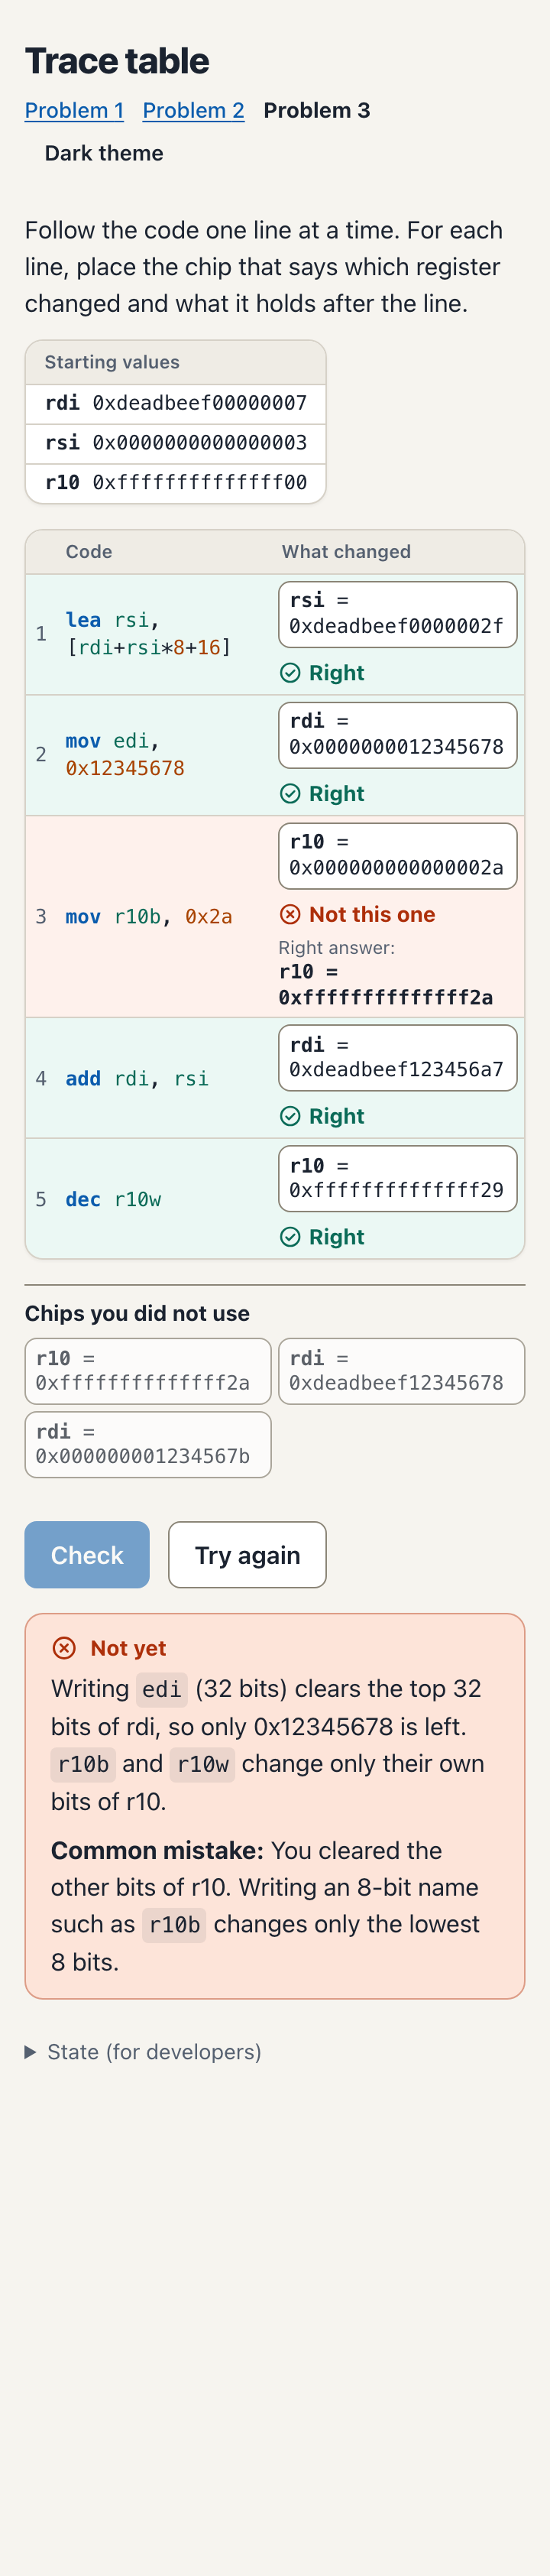 Trace table
Problem 1 Problem 2 Problem 3
Dark theme
Follow the code one line at a time. For each
line, place the chip that says which register
changed and what it holds after the line.
Starting values
rdi 0xdeadbeef00000007
rsi 0x0000000000000003
r10 0xffffffffffffff00
Code What changed
1 lea rsi,
[rdi+rsi*8+16]
rsi =
0xdeadbeef0000002f
Right
2 mov edi,
0x12345678
rdi =
0x0000000012345678
Right
3 mov r10b, 0x2a
r10 =
0x000000000000002a
Not this one
Right answer:
r10 =
0xffffffffffffff2a
4 add rdi, rsi
rdi =
0xdeadbeef123456a7
Right
5 dec r10w
r10 =
0xffffffffffffff29
Right
Chips you did not use
r10 =
0xffffffffffffff2a
rdi =
0xdeadbeef12345678
rdi =
0x000000001234567b
Check Try again
Not yet
Writing edi (32 bits) clears the top 32
bits of rdi, so only 0x12345678 is left.
r10b and r10w change only their own
bits of r10.
Common mistake: You cleared the
other bits of r10. Writing an 8-bit name
such as r10b changes only the lowest
8 bits.
State (for developers)